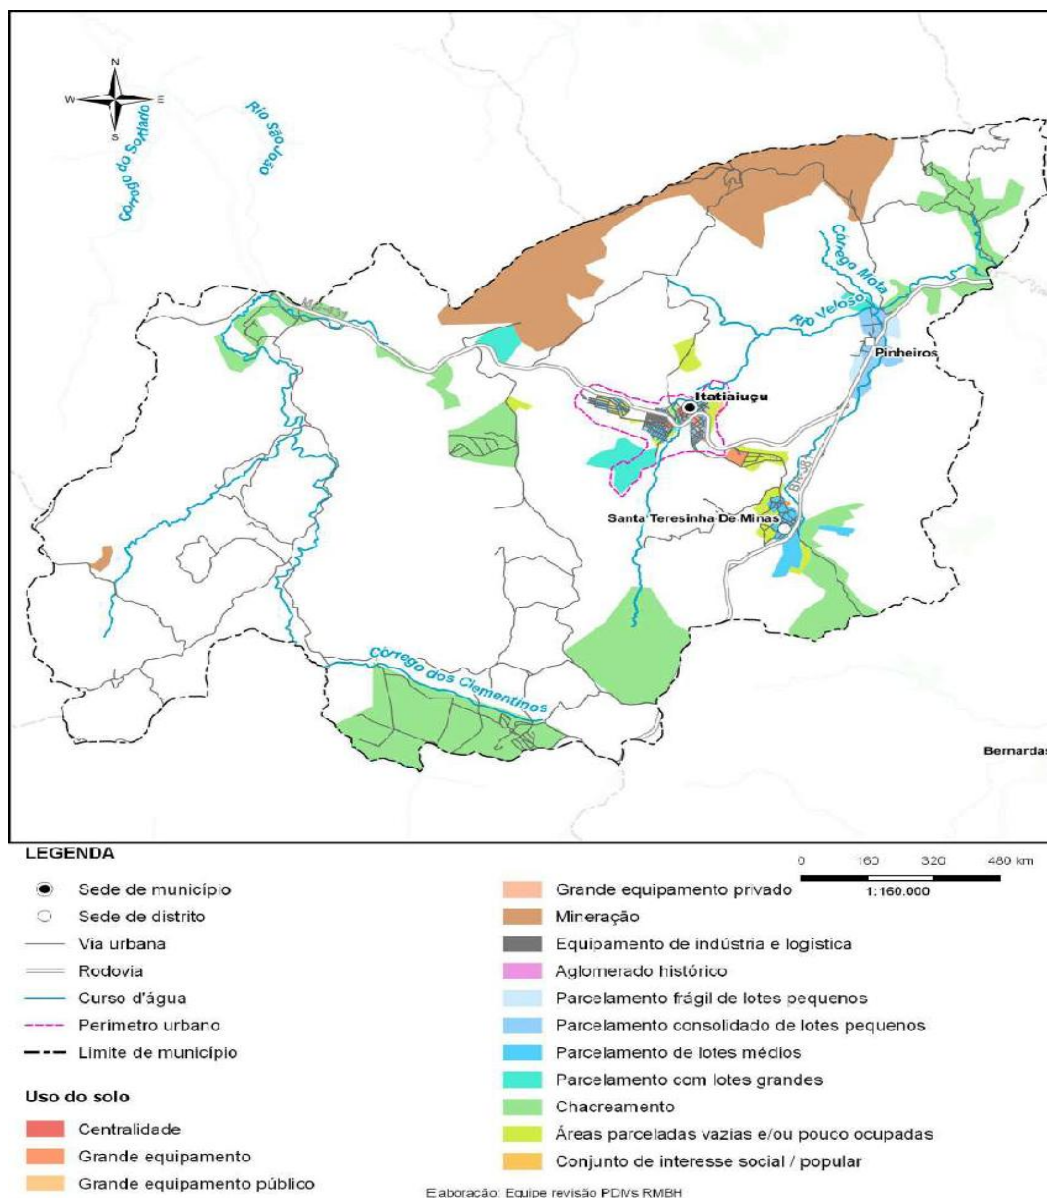 N
W E
S
Córrego do Soldado
Rio São João
Córrego Mota
Rio Veloso
MG-431
Pinheiros
Itatiaiuçu
BR-381
Santa Teresinha De Minas
Córrego dos Clementinos
Bernardas
LEGENDA
Sede de município
Sede de distrito
Via urbana
Rodovia
Curso d'água
Perímetro urbano
Limite de município
Uso do solo
Centralidade
Grande equipamento
Grande equipamento público
0 160 320 480 km
1:160.000
Grande equipamento privado
Mineração
Equipamento de indústria e logística
Aglomerado histórico
Parcelamento frágil de lotes pequenos
Parcelamento consolidado de lotes pequenos
Parcelamento de lotes médios
Parcelamento com lotes grandes
Chacreamento
Áreas parceladas vazias e/ou pouco ocupadas
Conjunto de interesse social / popular
Elaboração: Equipe revisão PDMs RMBH